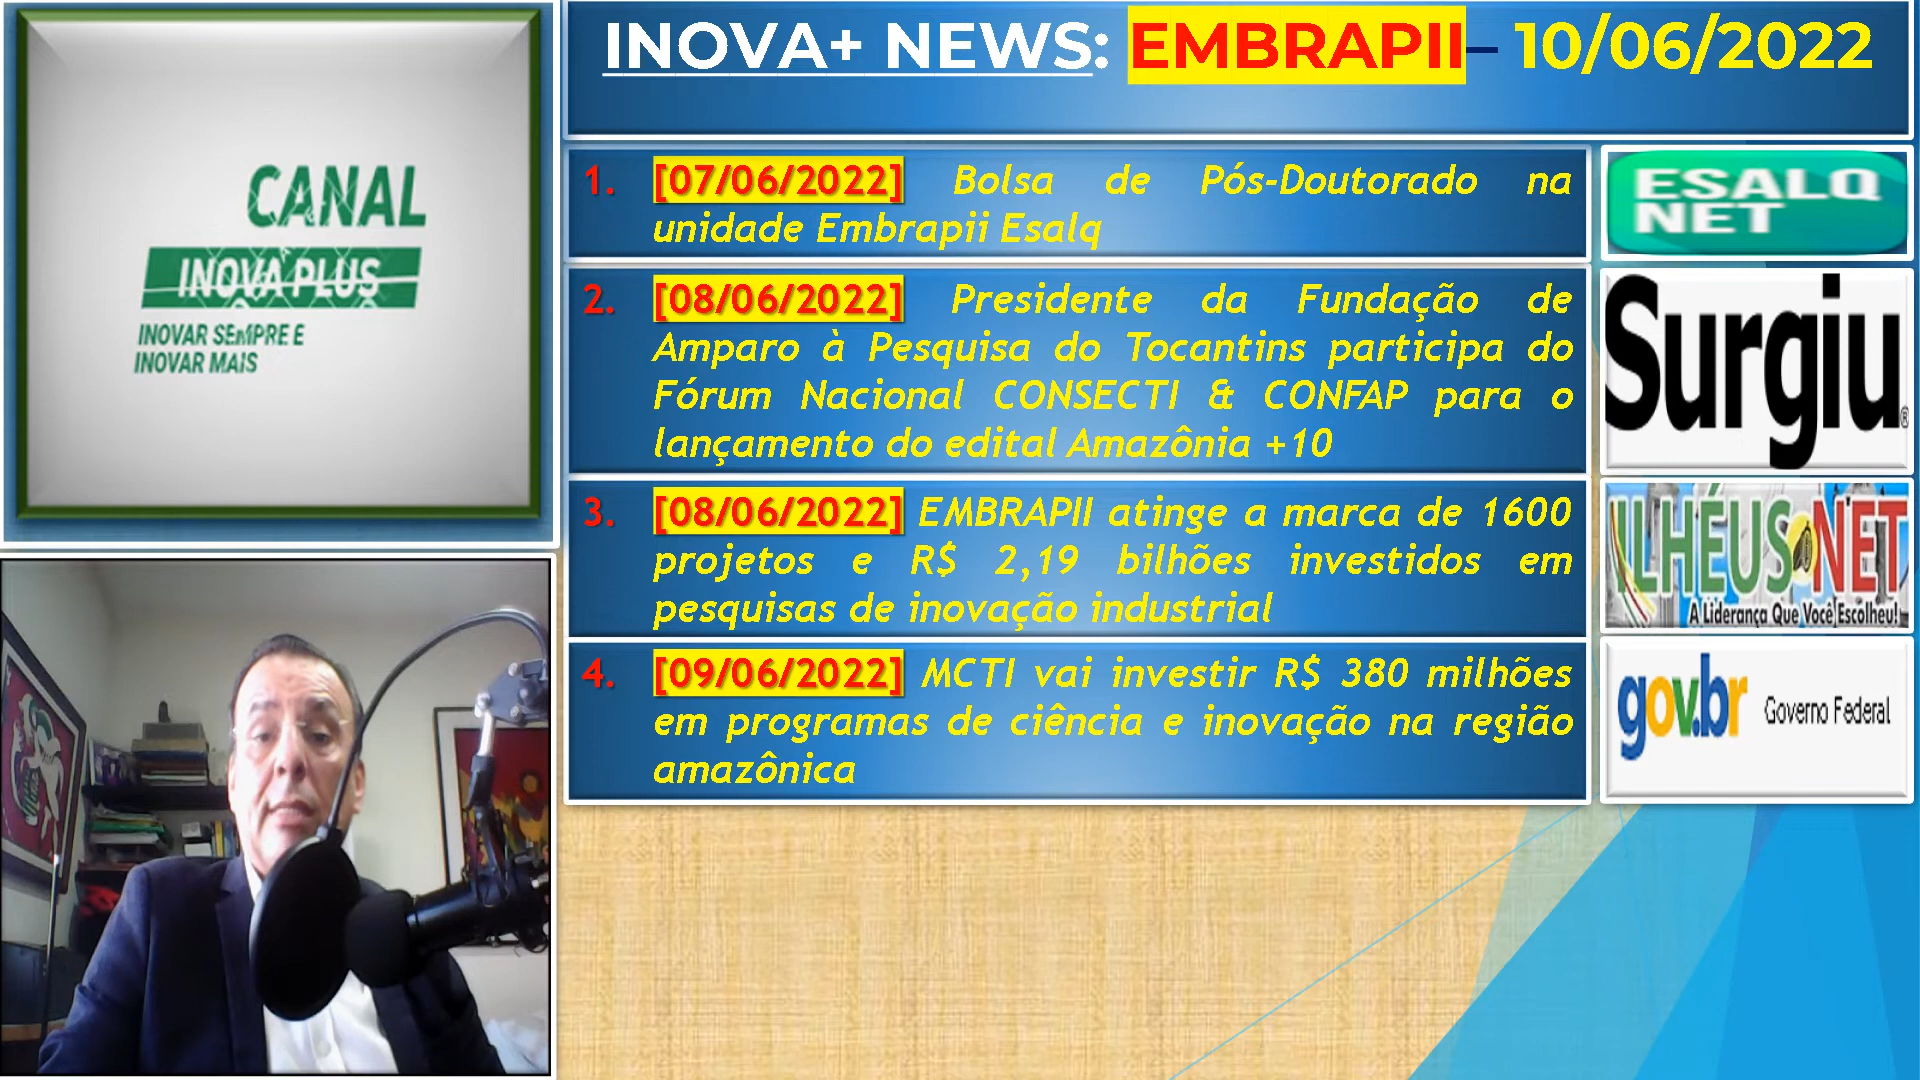 CANAL
INOVA PLUS
INOVAR SEMPRE E
INOVAR MAIS
INOVA+ NEWS: EMBRAPII– 10/06/2022
1. [07/06/2022] Bolsa de Pós-Doutorado na
unidade Embrapii Esalq
ESALQ
NET
2. [08/06/2022] Presidente da Fundação de
Amparo à Pesquisa do Tocantins participa do
Fórum Nacional CONSECTI & CONFAP para o
lançamento do edital Amazônia +10
Surgiu®
3. [08/06/2022] EMBRAPII atinge a marca de 1600
projetos e R$ 2,19 bilhões investidos em
pesquisas de inovação industrial
ILHÉUS.NET
A Liderança Que Você Escolheu!
4. [09/06/2022] MCTI vai investir R$ 380 milhões
em programas de ciência e inovação na região
amazônica
gov.br Governo Federal